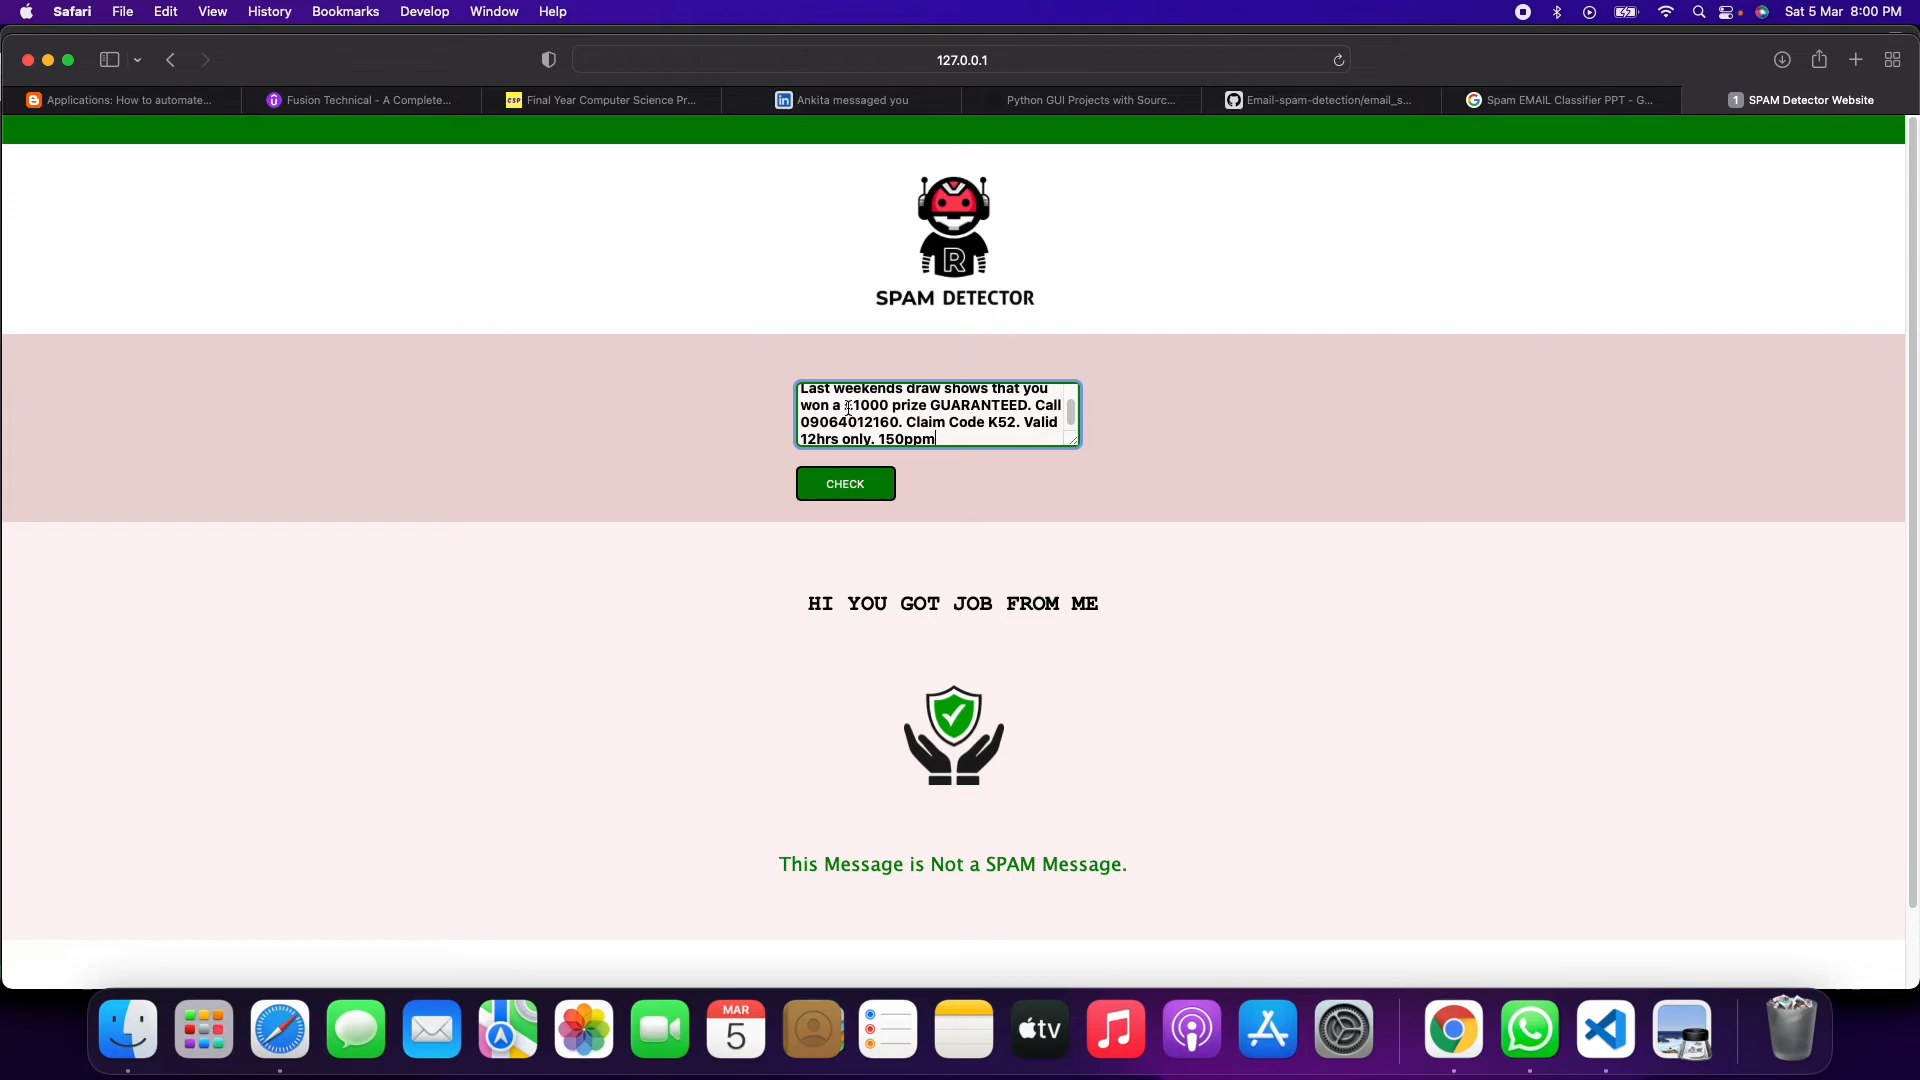 Safari File Edit View History Bookmarks Develop Window Help Sat 5 Mar 8:00 PM
127.0.0.1
Applications: How to automate... Fusion Technical - A Complete... CSP Final Year Computer Science Pr... in Ankita messaged you Python GUI Projects with Sourc... Email-spam-detection/email_s... Spam EMAIL Classifier PPT - G... 1 SPAM Detector Website
R
SPAM DETECTOR
Last weekends draw shows that you
won a 1000 prize GUARANTEED. Call
09064012160. Claim Code K52. Valid
12hrs only. 150ppm
CHECK
HI YOU GOT JOB FROM ME
This Message is Not a SPAM Message.
MAR
5
tv